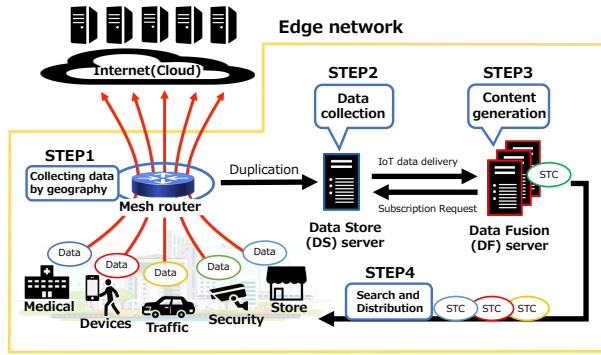 Edge network
Internet(Cloud)
STEP1
Collecting data
by geography
Mesh router
Duplication
STEP2
Data
collection
Data Store
(DS) server
IoT data delivery
Subscription Request
STEP3
Content
generation
STC
Data Fusion
(DF) server
Data
Data
Data
Data
Data
Medical
Devices
Traffic
Security
Store
STEP4
Search and
Distribution
STC
STC
STC